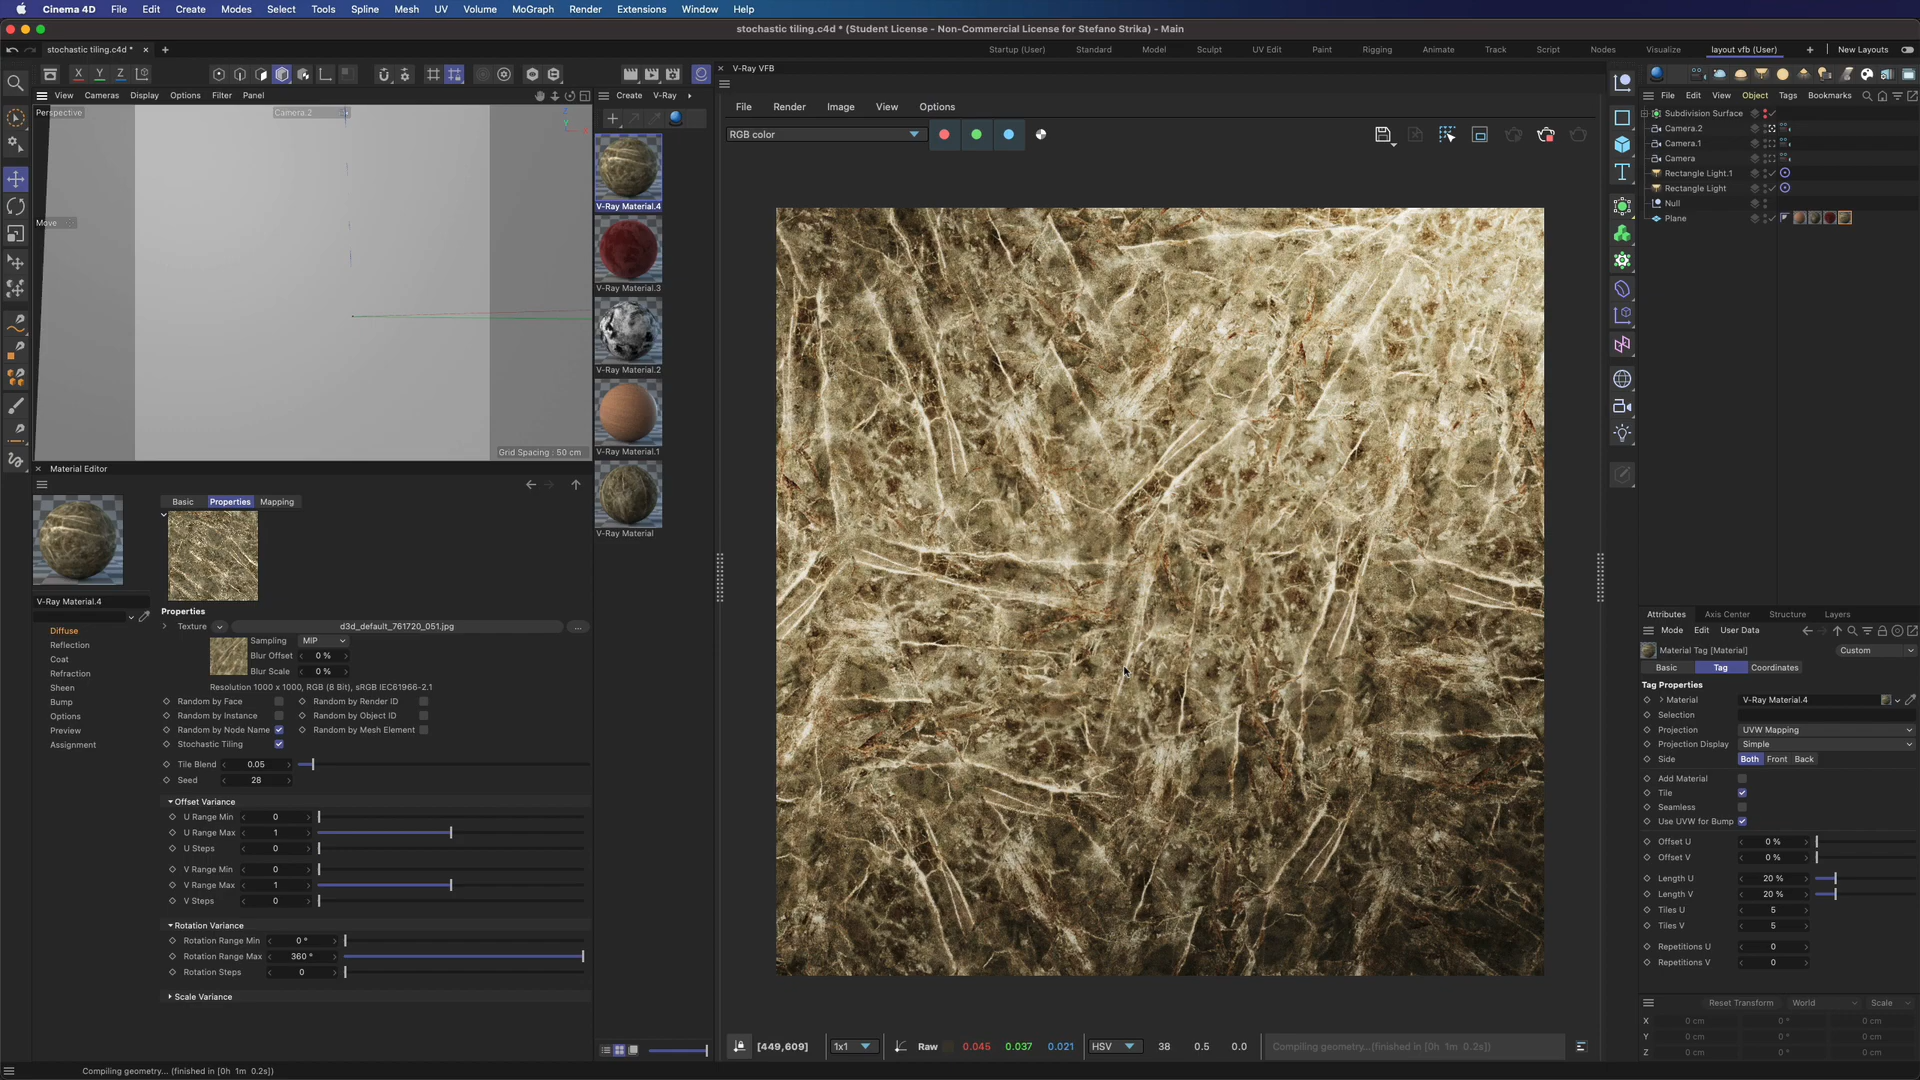 Cinema 4D File Edit Create Modes Select Tools Spline Mesh UV Volume MoGraph Render Extensions Window Help
stochastic tiling.c4d * (Student License - Non-Commercial License for Stefano Strika) - Main
stochastic tiling.c4d * × + Startup (User) Standard Model Sculpt UV Edit Paint Rigging Animate Track Script Nodes Visualize layout vfb (User) + New Layouts
X Y Z
View Cameras Display Options Filter Panel
Perspective Camera.2
Move
Grid Spacing : 50 cm
Create V-Ray
V-Ray Material.4
V-Ray Material.3
V-Ray Material.2
V-Ray Material.1
V-Ray Material
V-Ray VFB
File Render Image View Options
RGB color
[449,609] 1x1 Raw 0.045 0.037 0.021 HSV 38 0.5 0.0 Compiling geometry...(finished in [0h 1m 0.2s])
Material Editor
Basic Properties Mapping
V-Ray Material.4
Diffuse
Reflection
Coat
Refraction
Sheen
Bump
Options
Preview
Assignment
Properties
Texture d3d_default_761720_051.jpg ...
Sampling MIP
Blur Offset 0 %
Blur Scale 0 %
Resolution 1000 x 1000, RGB (8 Bit), sRGB IEC61966-2.1
Random by Face Random by Render ID
Random by Instance Random by Object ID
Random by Node Name Random by Mesh Element
Stochastic Tiling
Tile Blend 0.05
Seed 28
Offset Variance
U Range Min 0
U Range Max 1
U Steps 0
V Range Min 0
V Range Max 1
V Steps 0
Rotation Variance
Rotation Range Min 0 °
Rotation Range Max 360 °
Rotation Steps 0
Scale Variance
Compiling geometry...(finished in [0h 1m 0.2s])
File Edit View Object Tags Bookmarks
Subdivision Surface
Camera.2
Camera.1
Camera
Rectangle Light.1
Rectangle Light
Null
Plane
Attributes Axis Center Structure Layers
Mode Edit User Data
Material Tag [Material] Custom
Basic Tag Coordinates
Tag Properties
Material V-Ray Material.4
Selection
Projection UVW Mapping
Projection Display Simple
Side Both Front Back
Add Material
Tile
Seamless
Use UVW for Bump
Offset U 0 %
Offset V 0 %
Length U 20 %
Length V 20 %
Tiles U 5
Tiles V 5
Repetitions U 0
Repetitions V 0
Reset Transform World Scale
X 0 cm 0 ° 0 cm
Y 0 cm 0 ° 0 cm
Z 0 cm 0 ° 0 cm